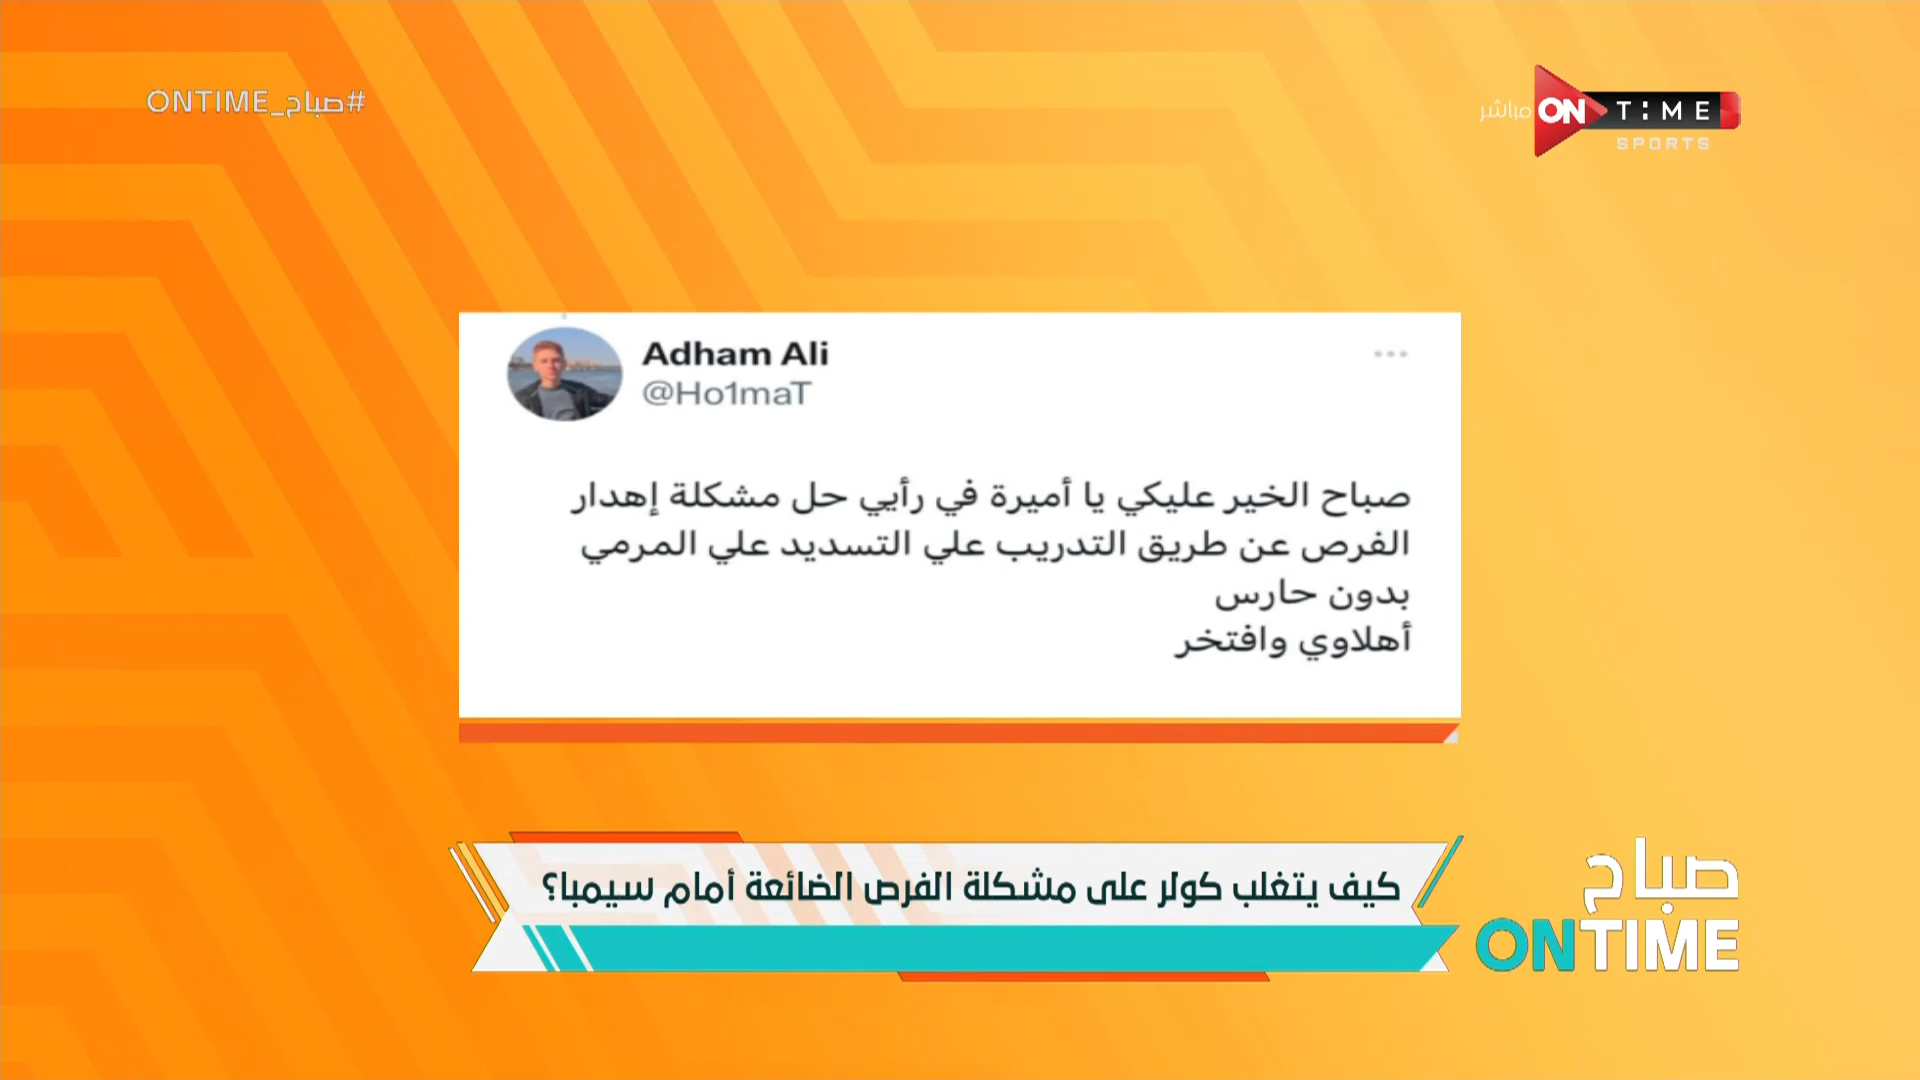 #صباح_ONTIME
مباشر ON TIME
SPORTS
Adham Ali
@Ho1maT
صباح الخير عليكي يا أميرة في رأيي حل مشكلة إهدار
الفرص عن طريق التدريب علي التسديد علي المرمي
بدون حارس
أهلاوي وافتخر
كيف يتغلب كولر على مشكلة الفرص الضائعة أمام سيمبا؟
صباح
ONTIME